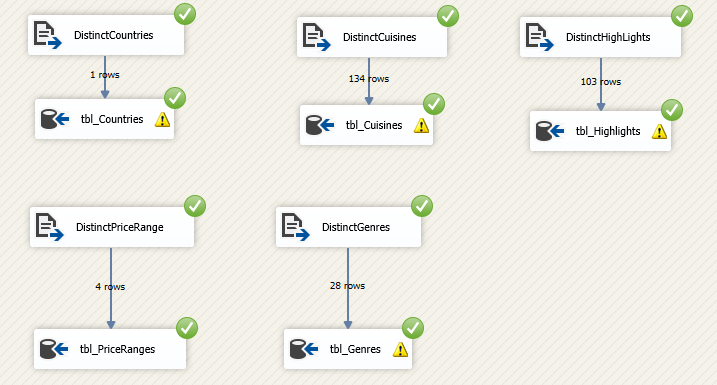 DistinctCountries
DistinctCuisines
DistinctHighLights
1 rows
134 rows
103 rows
tbl_Countries
tbl_Cuisines
tbl_Highlights
DistinctPriceRange
DistinctGenres
4 rows
28 rows
tbl_PriceRanges
tbl_Genres